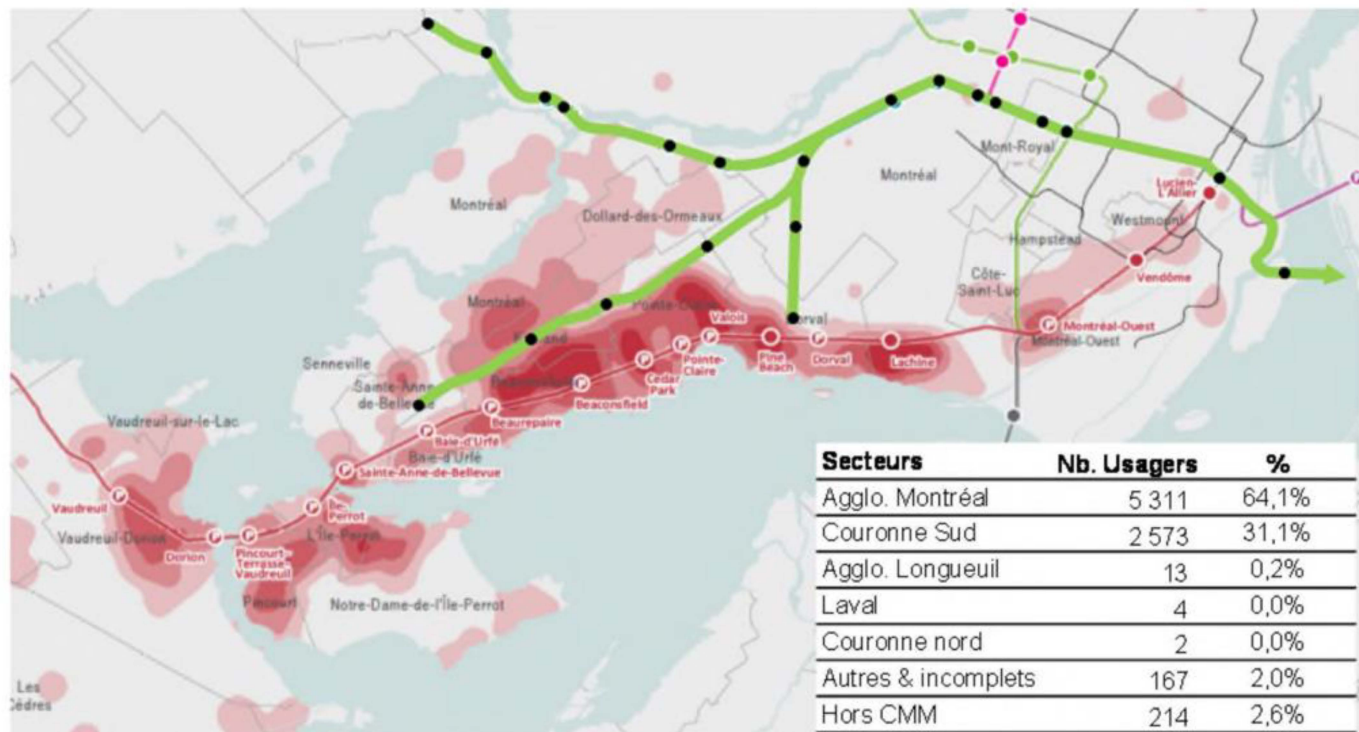 Montréal
Dollard-des-Ormeaux
Montréal
Mont-Royal
Lucien-
L'Allier
Westmount
Hampstead
Côte-
Saint-Luc
Vendôme
Montréal
Pointe-Claire
Valois
Dorval
Montréal-Ouest
Montréal-Ouest
Senneville
Kirkland
Pine
Beach
Dorval
Lachine
Pointe-
Claire
Cedar
Park
Sainte-Anne
de-Bellevue
Beaconsfield
Beaconsfield
Beaurepaire
Vaudreuil-sur-le-Lac
Baie-d'Urfé
Baie-d'Urfé
Sainte-Anne-de-Bellevue
Vaudreuil
Île-
Perrot
L'Île-Perrot
Vaudreuil-Dorion
Dorion
Pincourt-
Terrasse-
Vaudreuil
Pincourt
Notre-Dame-de-l'Île-Perrot
Les
Cèdres
Secteurs Nb. Usagers %
Agglo. Montréal 5 311 64,1%
Couronne Sud 2 573 31,1%
Agglo. Longueuil 13 0,2%
Laval 4 0,0%
Couronne nord 2 0,0%
Autres & incomplets 167 2,0%
Hors CMM 214 2,6%